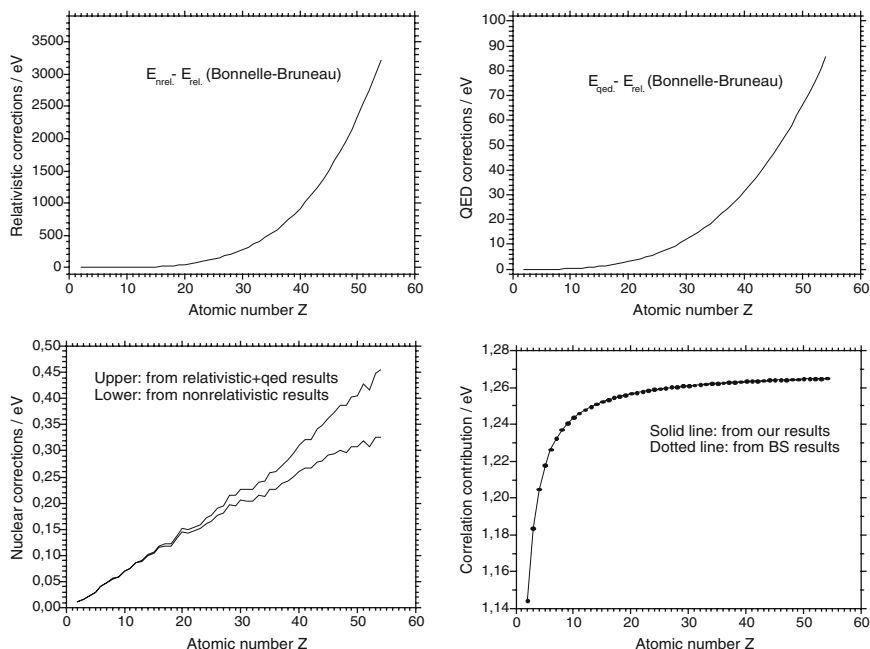 Relativistic corrections / eV
3500
3000
2500
2000
1500
1000
500
0
E_nrel. - E_rel. (Bonnelle-Bruneau)
0 10 20 30 40 50 60
Atomic number Z
QED corrections / eV
100
90
80
70
60
50
40
30
20
10
0
E_qed. - E_rel. (Bonnelle-Bruneau)
0 10 20 30 40 50 60
Atomic number Z
Nuclear corrections / eV
0,50
0,45
0,40
0,35
0,30
0,25
0,20
0,15
0,10
0,05
0,00
Upper: from relativistic+qed results
Lower: from nonrelativistic results
0 10 20 30 40 50 60
Atomic number Z
Correlation contribution / eV
1,28
1,26
1,24
1,22
1,20
1,18
1,16
1,14
Solid line: from our results
Dotted line: from BS results
0 10 20 30 40 50 60
Atomic number Z